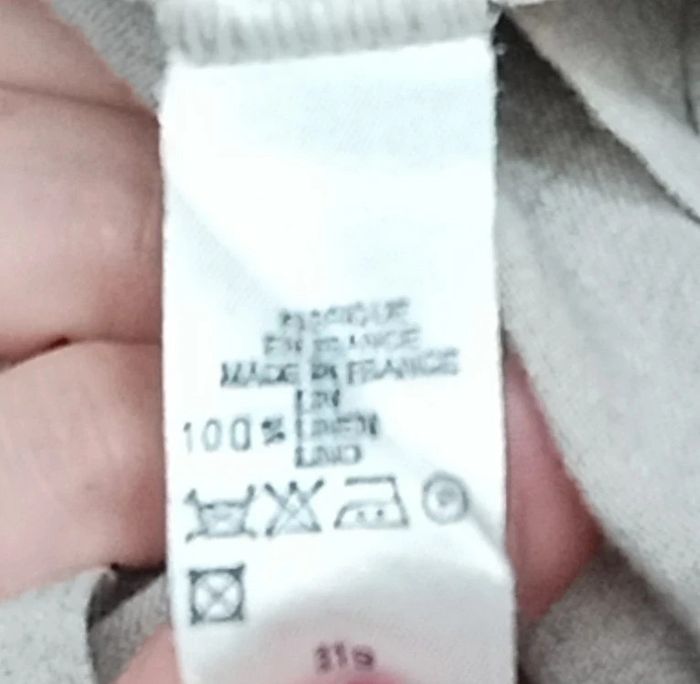 FABRIQUE
EN FRANCE
MADE IN FRANCE
LIN
100% LINEN
LINO